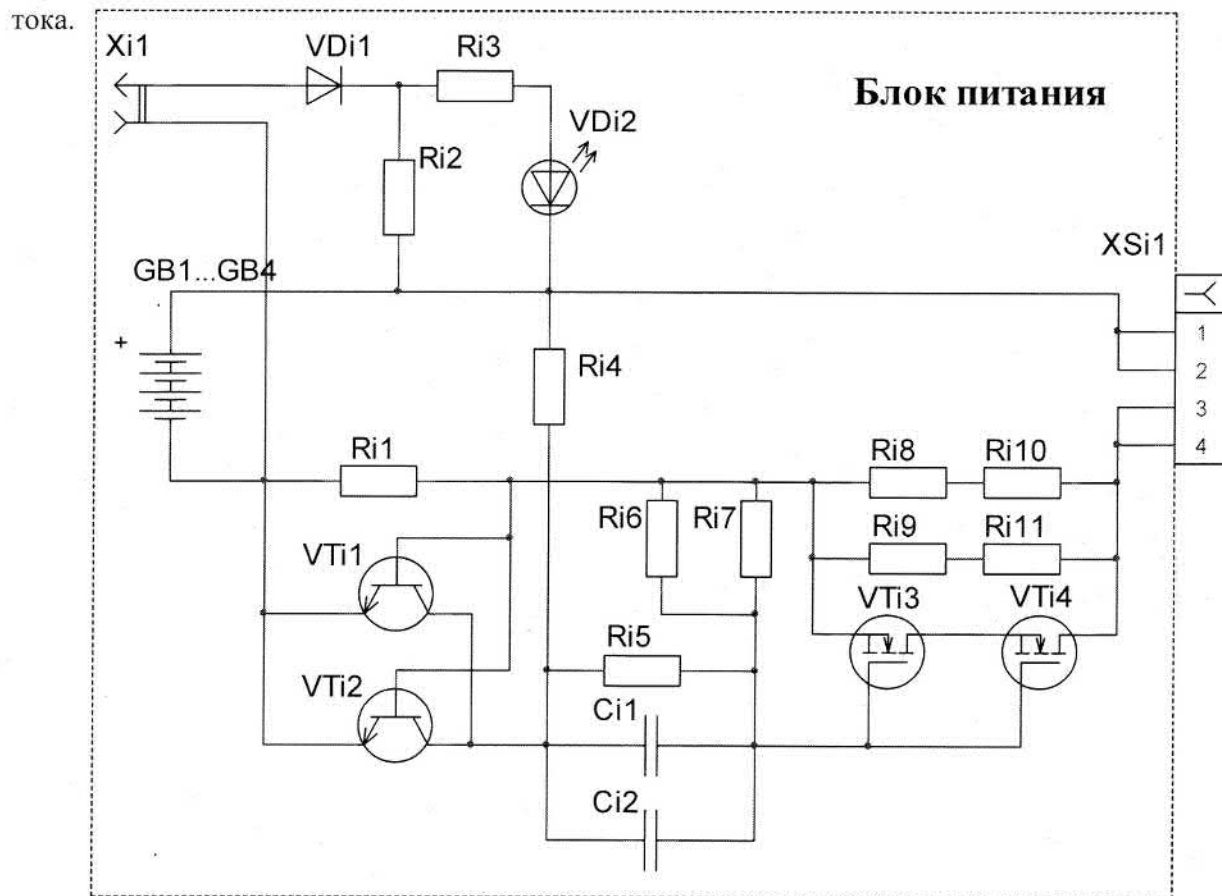 тока.
Xi1
VDi1
Ri3
Блок питания
VDi2
Ri2
XSi1
GB1...GB4
+
1
2
3
4
Ri4
Ri1
Ri8
Ri10
Ri6
Ri7
Ri9
Ri11
VTi1
VTi3
VTi4
Ri5
VTi2
Ci1
Ci2